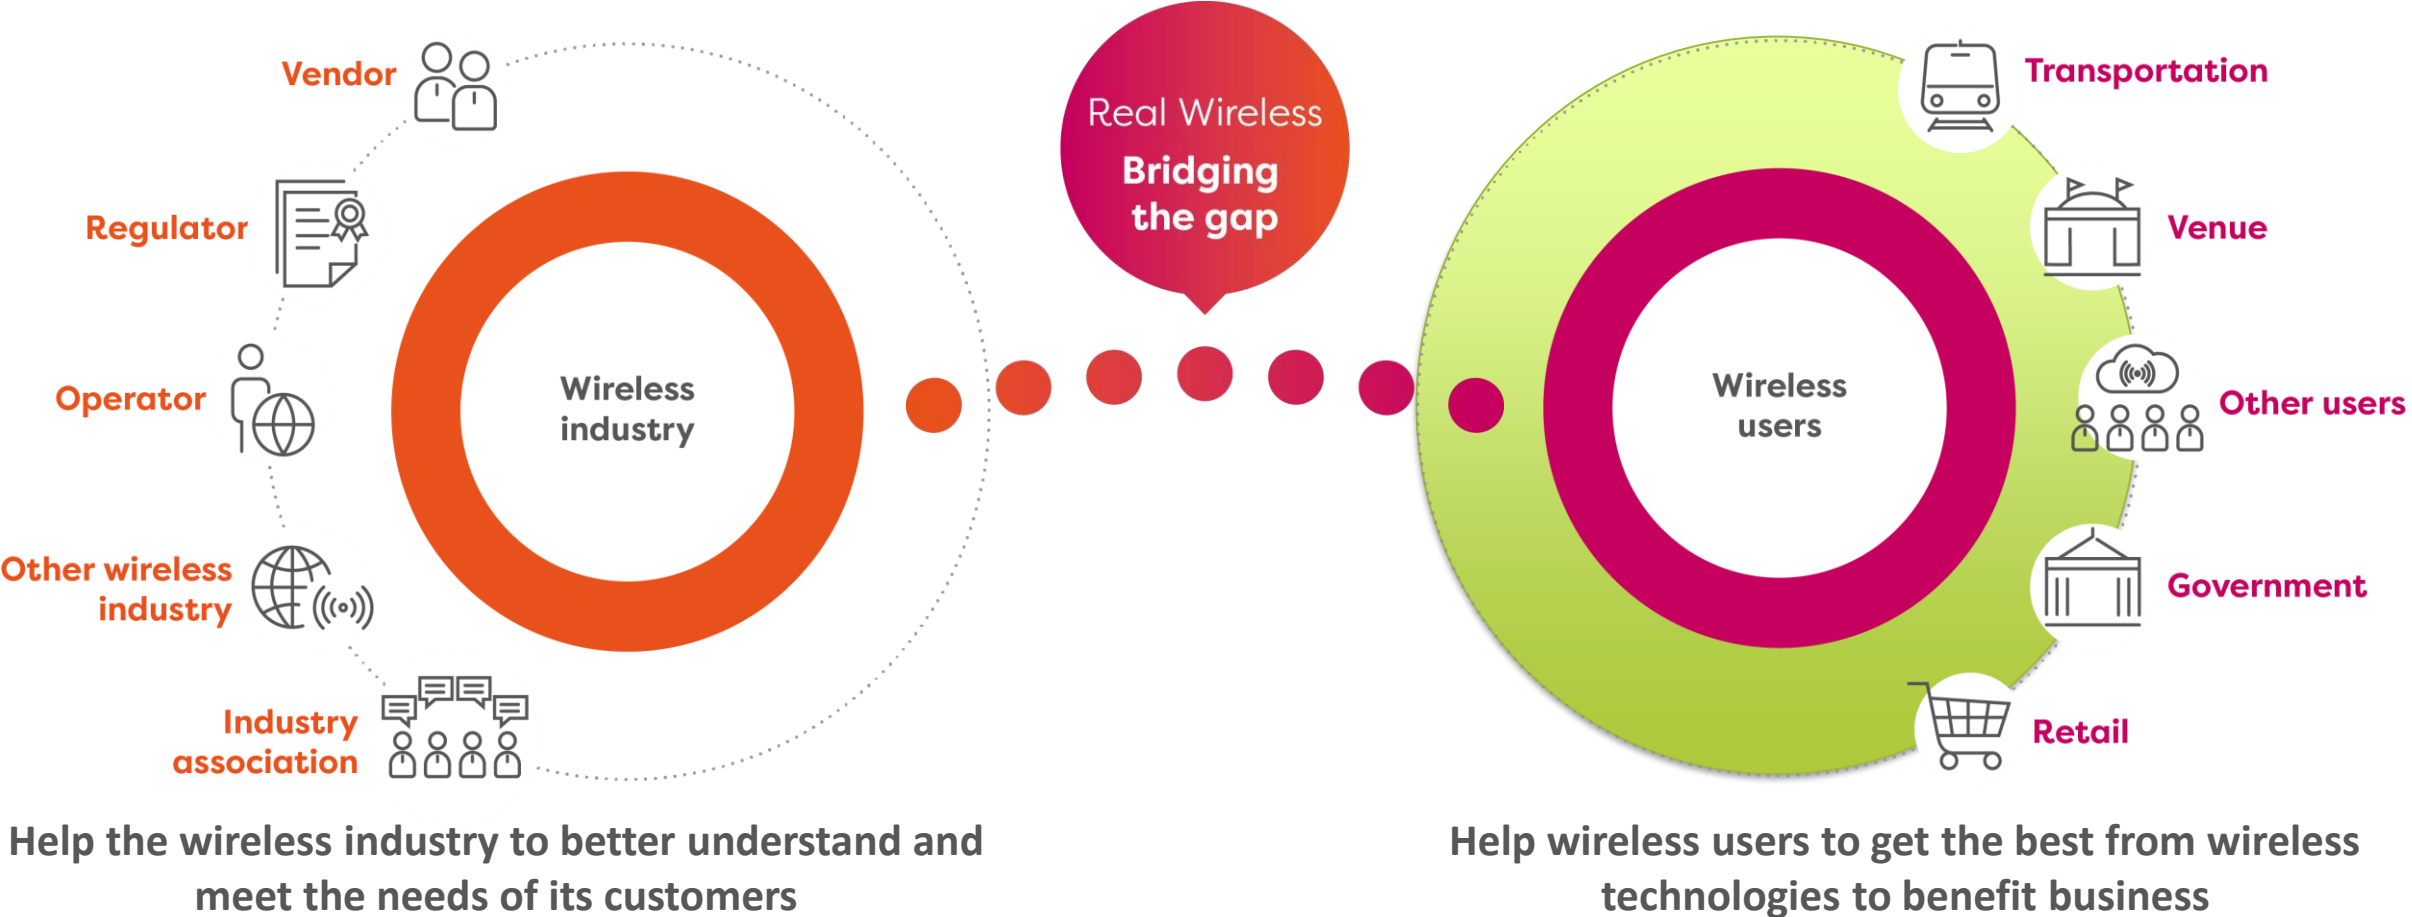 Vendor
Regulator
Operator
Other wireless
industry
Industry
association
Wireless
industry
Real Wireless
Bridging
the gap
Wireless
users
Transportation
Venue
Other users
Government
Retail
Help the wireless industry to better understand and
meet the needs of its customers
Help wireless users to get the best from wireless
technologies to benefit business